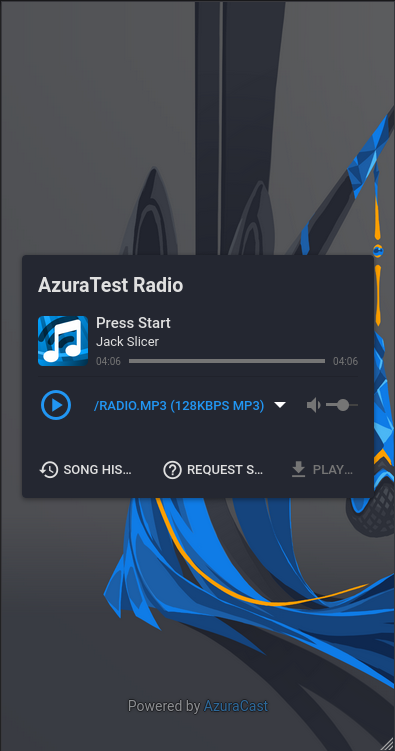 AzuraTest Radio
Press Start
Jack Slicer
04:06 04:06
/RADIO.MP3 (128KBPS MP3)
SONG HIS... REQUEST S... PLAY...
Powered by AzuraCast